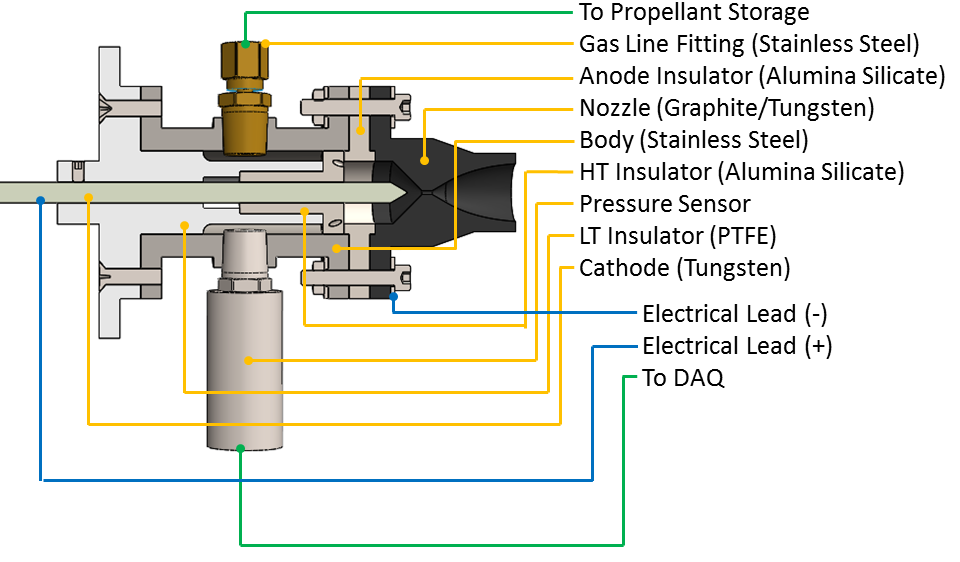 To Propellant Storage
Gas Line Fitting (Stainless Steel)
Anode Insulator (Alumina Silicate)
Nozzle (Graphite/Tungsten)
Body (Stainless Steel)
HT Insulator (Alumina Silicate)
Pressure Sensor
LT Insulator (PTFE)
Cathode (Tungsten)
Electrical Lead (-)
Electrical Lead (+)
To DAQ